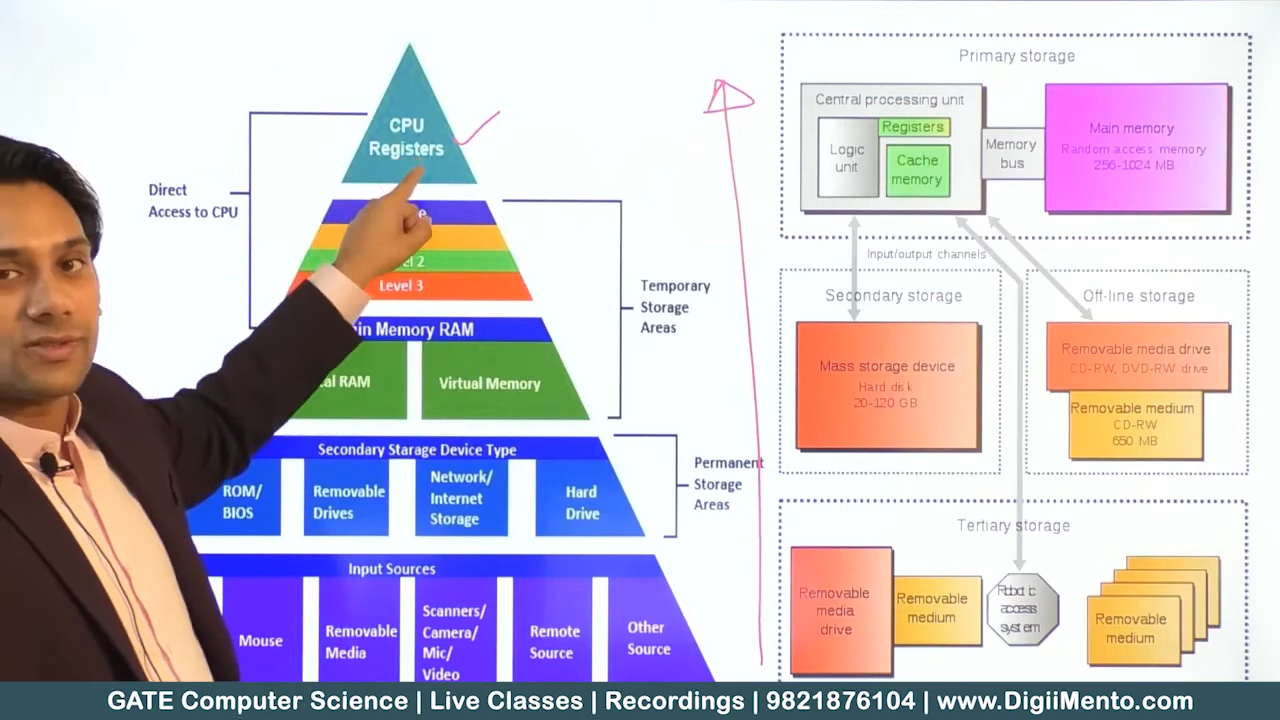 CPU
Registers
Direct
Access to CPU
Level 3
Memory RAM
RAM
Virtual Memory
Temporary
Storage
Areas
Secondary Starage Device Type
ROM/
BIOS
Removable
Drives
Network/
Internet
Storage
Hard
Drive
Permanent
Storage
Areas
Input Sources
Mouse
Removable
Media
Scanners/
Camera/
Mic/
Video
Remote
Source
Other
Source
Primary storage
Central processing unit
Logic
unit
Registers
Cache
memory
Memory
bus
Main memory
Random access memory
256-1024 MB
Input/output channels
Secondary storage
Mass storage device
Hard disk
20-120 GB
Off-line storage
Removable media drive
CD-RW, DVD-RW drive
Removable medium
CD-RW
650 MB
Tertiary storage
Removable
media
drive
Removable
medium
Robotic
access
system
Removable
medium
GATE Computer Science | Live Classes | Recordings | 9821876104 | www.DigiiMento.com